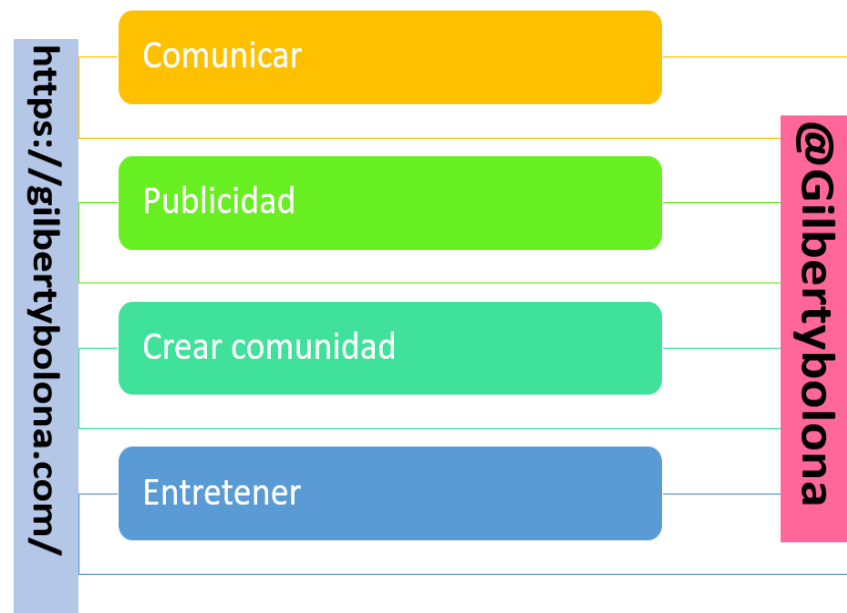 https://gilbertybolona.com/
Comunicar
Publicidad
Crear comunidad
Entretener
@Gilbertybolona